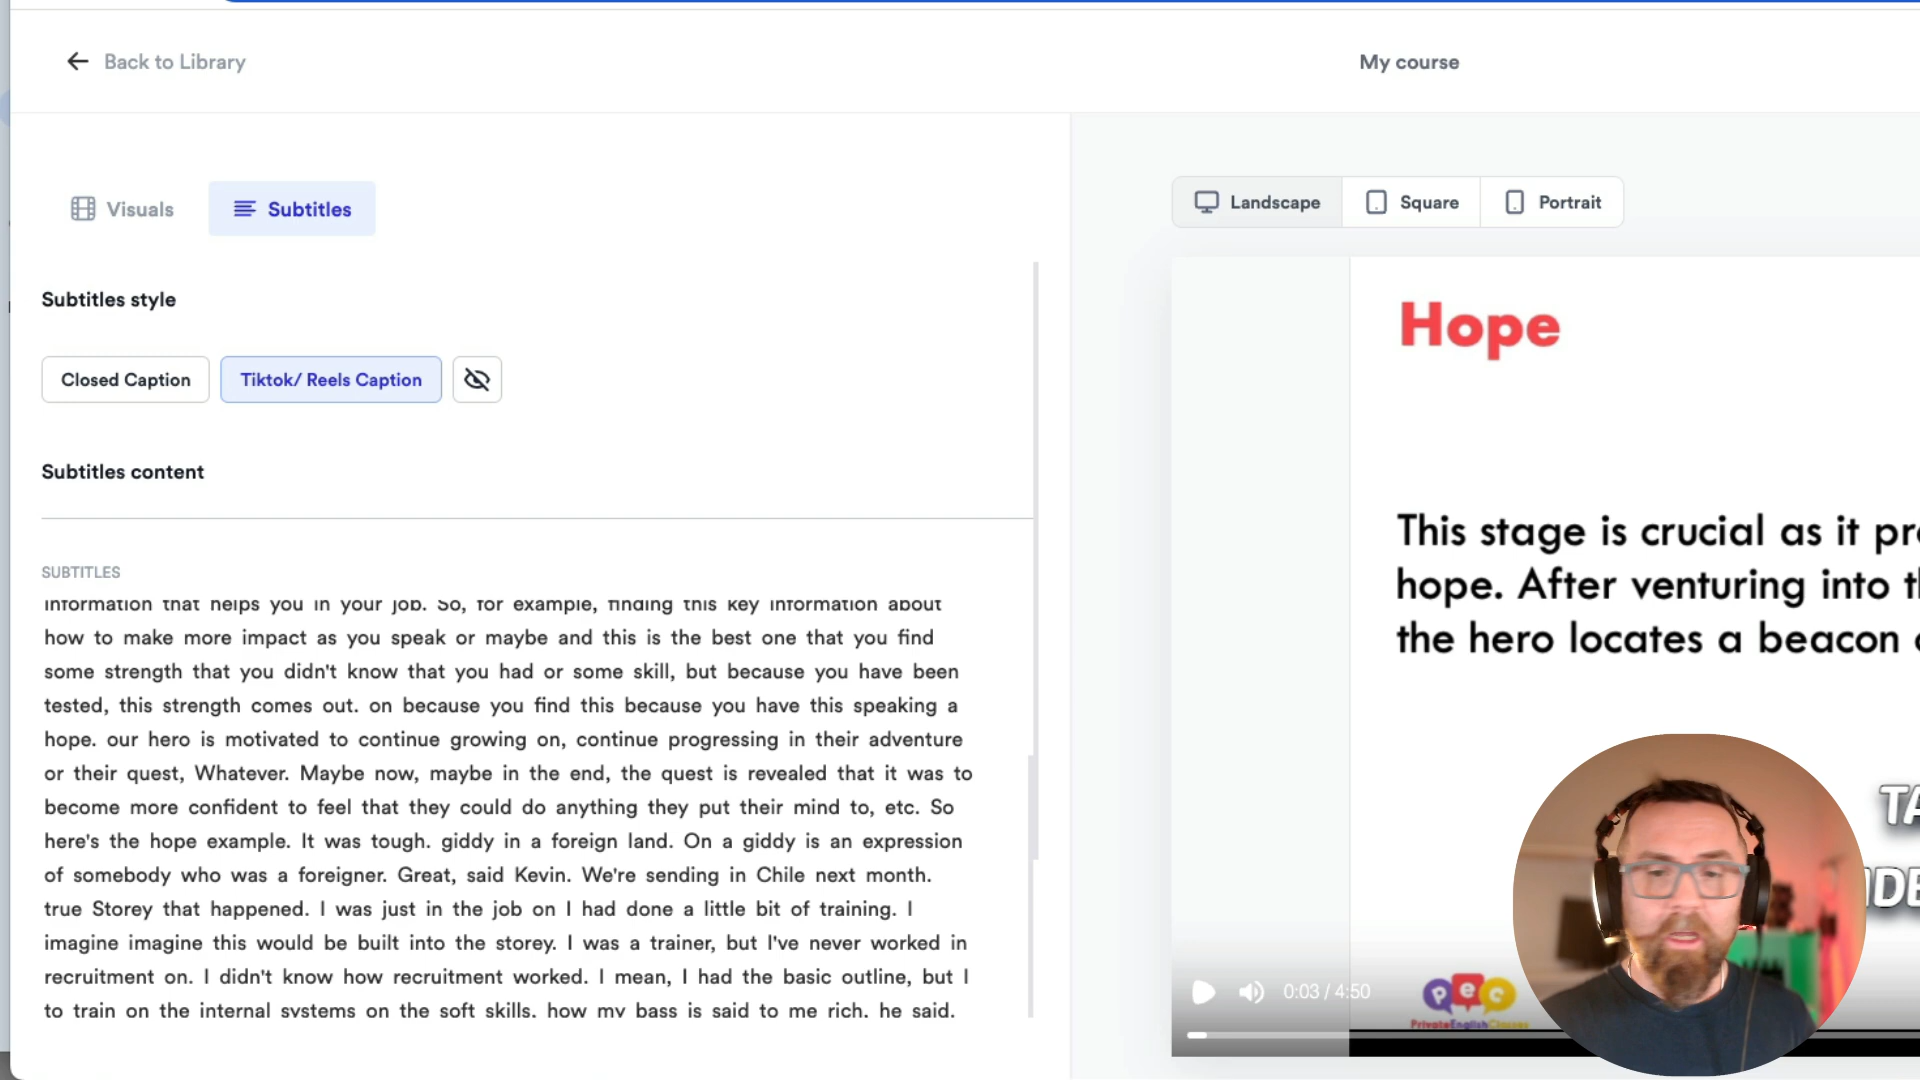 Back to Library
My course
Visuals
Subtitles
Landscape
Square
Portrait
Subtitles style
Closed Caption
Tiktok/ Reels Caption
Subtitles content
SUBTITLES
information that helps you in your job. So, for example, finding this key information about
how to make more impact as you speak or maybe and this is the best one that you find
some strength that you didn't know that you had or some skill, but because you have been
tested, this strength comes out. on because you find this because you have this speaking a
hope. our hero is motivated to continue growing on, continue progressing in their adventure
or their quest, Whatever. Maybe now, maybe in the end, the quest is revealed that it was to
become more confident to feel that they could do anything they put their mind to, etc. So
here's the hope example. It was tough. giddy in a foreign land. On a giddy is an expression
of somebody who was a foreigner. Great, said Kevin. We're sending in Chile next month.
true Storey that happened. I was just in the job on I had done a little bit of training. I
imagine imagine this would be built into the storey. I was a trainer, but I've never worked in
recruitment on. I didn't know how recruitment worked. I mean, I had the basic outline, but I
to train on the internal systems on the soft skills. how my bass is said to me rich. he said.
Hope
This stage is crucial as it pr
hope. After venturing into t
the hero locates a beacon
TA
IDE
0:03 / 4:50
PeC
PrivateEnglishClasses